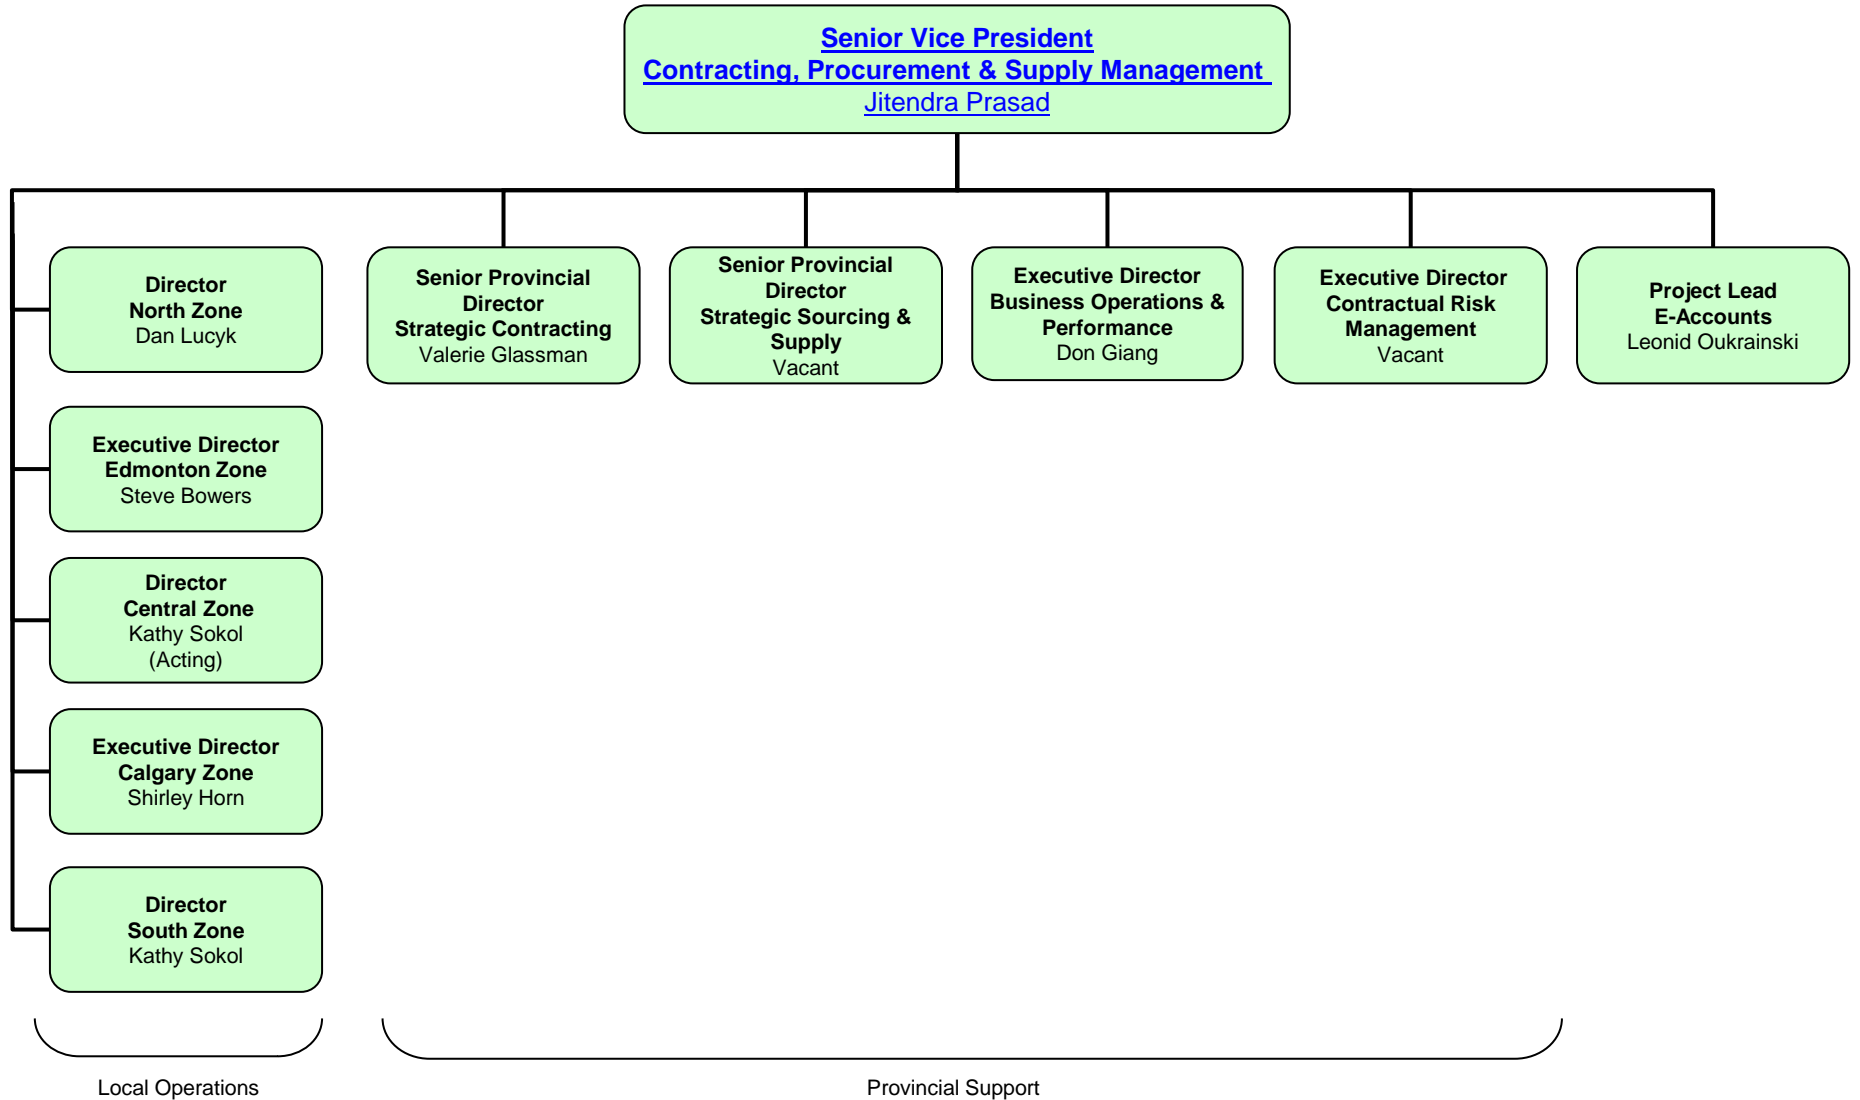 Senior Vice President
Contracting, Procurement & Supply Management
Jitendra Prasad
Director
North Zone
Dan Lucyk
Executive Director
Edmonton Zone
Steve Bowers
Director
Central Zone
Kathy Sokol
(Acting)
Executive Director
Calgary Zone
Shirley Horn
Director
South Zone
Kathy Sokol
Senior Provincial
Director
Strategic Contracting
Valerie Glassman
Senior Provincial
Director
Strategic Sourcing &
Supply
Vacant
Executive Director
Business Operations &
Performance
Don Giang
Executive Director
Contractual Risk
Management
Vacant
Project Lead
E-Accounts
Leonid Oukrainski
Local Operations
Provincial Support